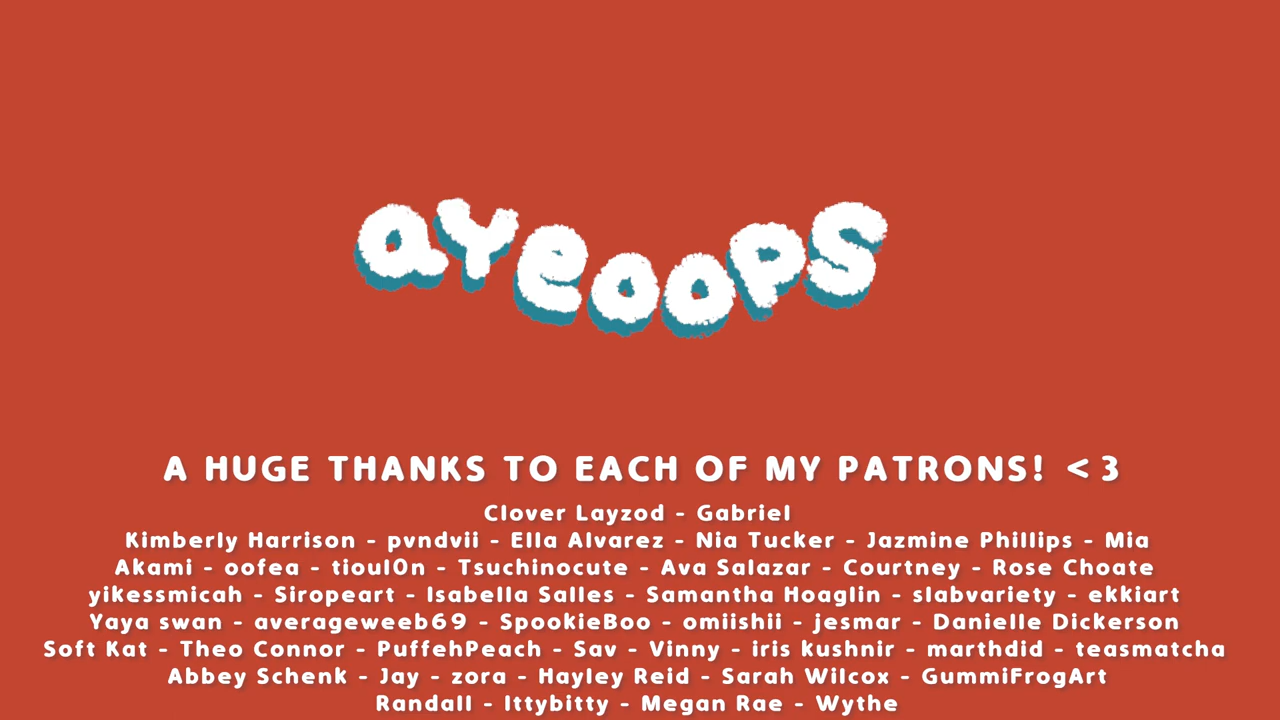 ayeoops
A HUGE THANKS TO EACH OF MY PATRONS! <3
Clover Layzod - Gabriel
Kimberly Harrison - pvndvii - Ella Alvarez - Nia Tucker - Jazmine Phillips - Mia
Akami - oofea - tioul0n - Tsuchinocute - Ava Salazar - Courtney - Rose Choate
yikessmicah - Siropeart - Isabella Salles - Samantha Hoaglin - slabvariety - ekkiart
Yaya swan - averageweeb69 - SpookieBoo - omiishii - jesmar - Danielle Dickerson
Soft Kat - Theo Connor - PuffehPeach - Sav - Vinny - iris kushnir - marthdid - teasmatcha
Abbey Schenk - Jay - zora - Hayley Reid - Sarah Wilcox - GummiFrogArt
Randall - Ittybitty - Megan Rae - Wythe